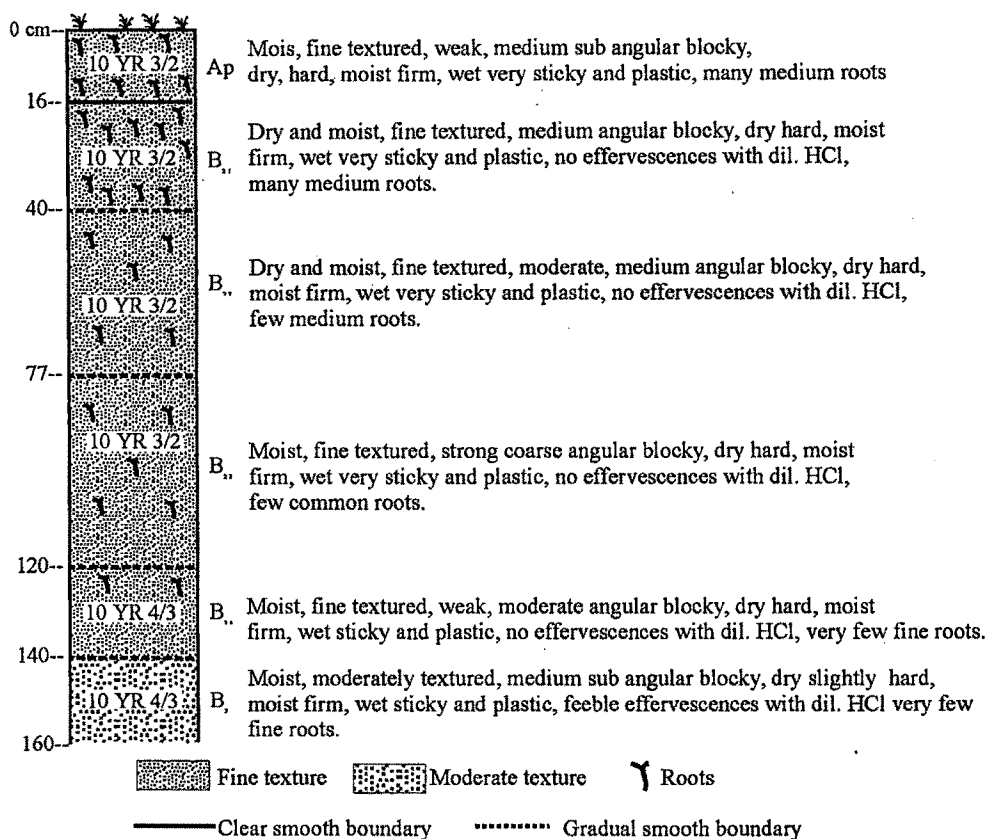 0 cm--
10 YR 3/2
Ap
Mois, fine textured, weak, medium sub angular blocky,
dry, hard, moist firm, wet very sticky and plastic, many medium roots
16--
10 YR 3/2
B
Dry and moist, fine textured, medium angular blocky, dry hard, moist
firm, wet very sticky and plastic, no effervescences with dil. HCl,
many medium roots.
40--
10 YR 3/2
B
Dry and moist, fine textured, moderate, medium angular blocky, dry hard,
moist firm, wet very sticky and plastic, no effervescences with dil. HCl,
few medium roots.
77--
10 YR 3/2
B
Moist, fine textured, strong coarse angular blocky, dry hard, moist
firm, wet very sticky and plastic, no effervescences with dil. HCl,
few common roots.
120--
10 YR 4/3
B
Moist, fine textured, weak, moderate angular blocky, dry hard, moist
firm, wet sticky and plastic, no effervescences with dil. HCl, very few fine roots.
140--
10 YR 4/3
B
Moist, moderately textured, medium sub angular blocky, dry slightly hard,
moist firm, wet sticky and plastic, feeble effervescences with dil. HCl very few
fine roots.
160--
Fine texture Moderate texture Roots
Clear smooth boundary Gradual smooth boundary